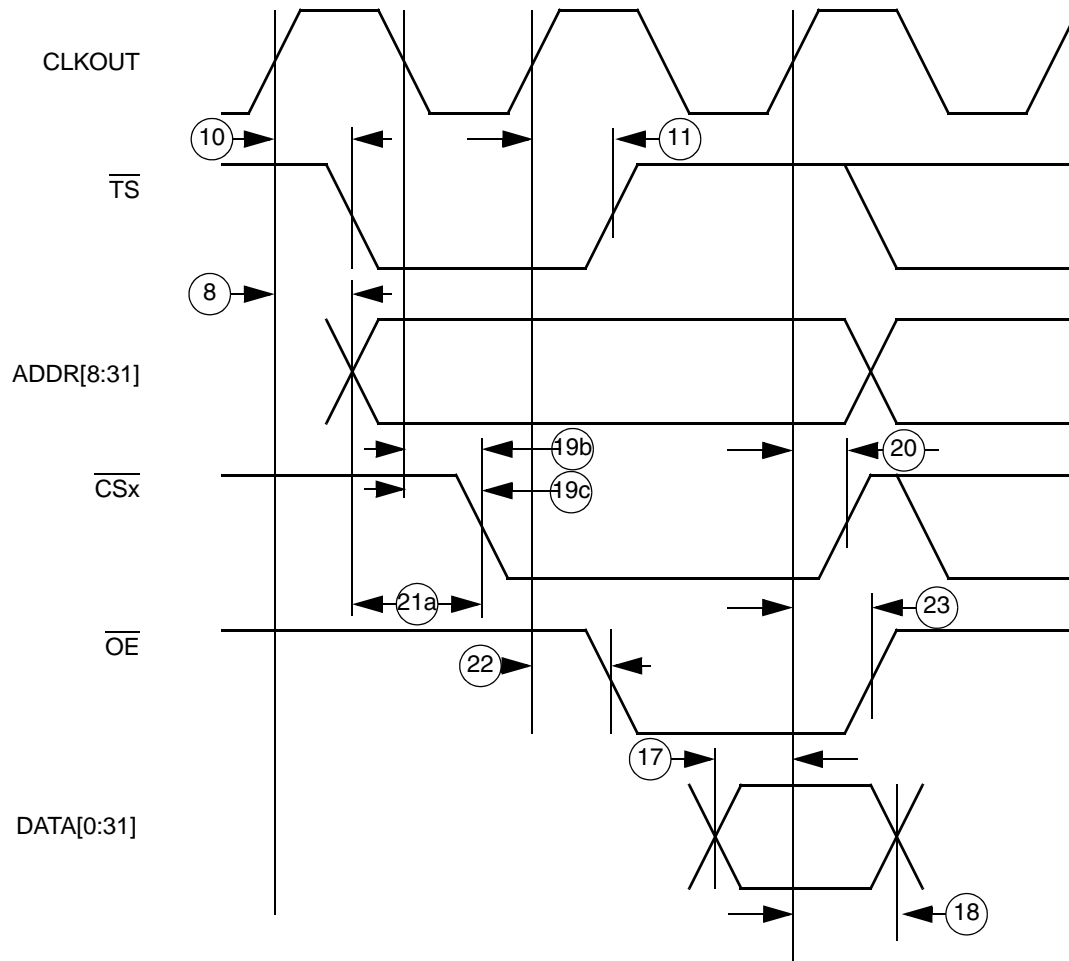 CLKOUT
10
11
TS
8
ADDR[8:31]
19b
20
CSx
19c
21a
23
OE
22
17
DATA[0:31]
18